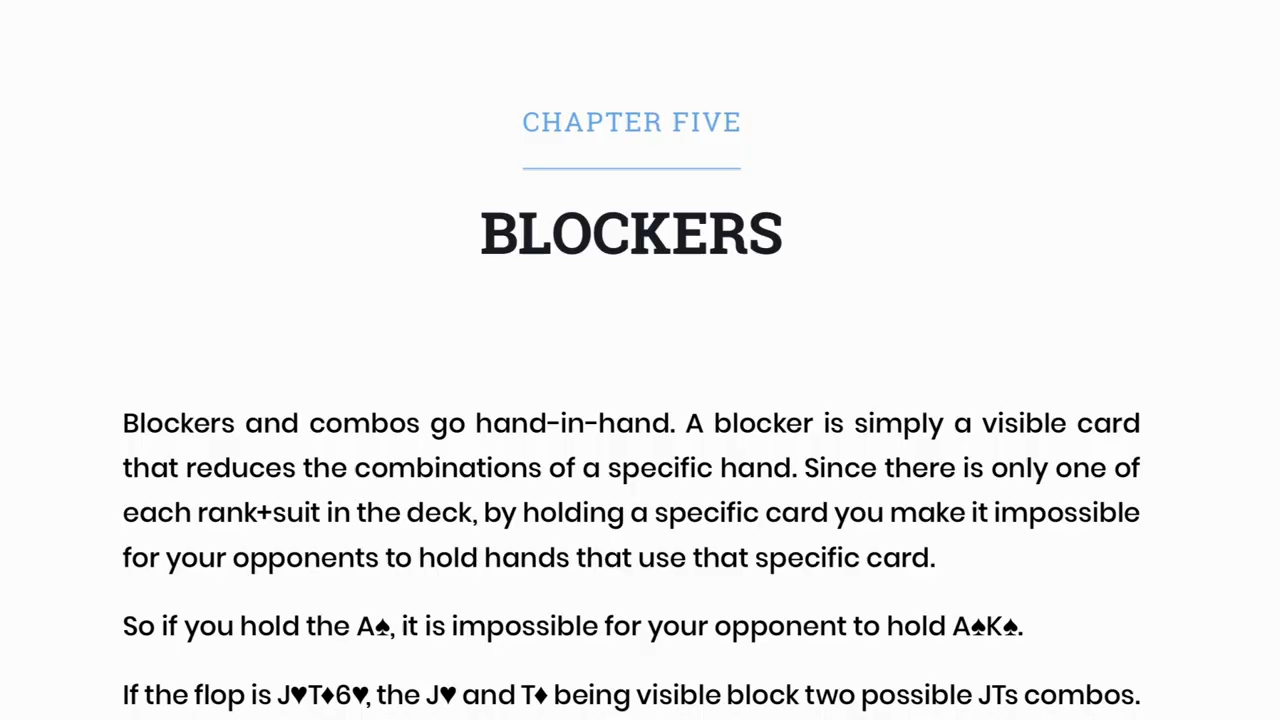 CHAPTER FIVE
BLOCKERS
Blockers and combos go hand-in-hand. A blocker is simply a visible card
that reduces the combinations of a specific hand. Since there is only one of
each rank+suit in the deck, by holding a specific card you make it impossible
for your opponents to hold hands that use that specific card.
So if you hold the A♠, it is impossible for your opponent to hold A♠K♠.
If the flop is J♥T♦6♥, the J♥ and T♦ being visible block two possible JTs combos.